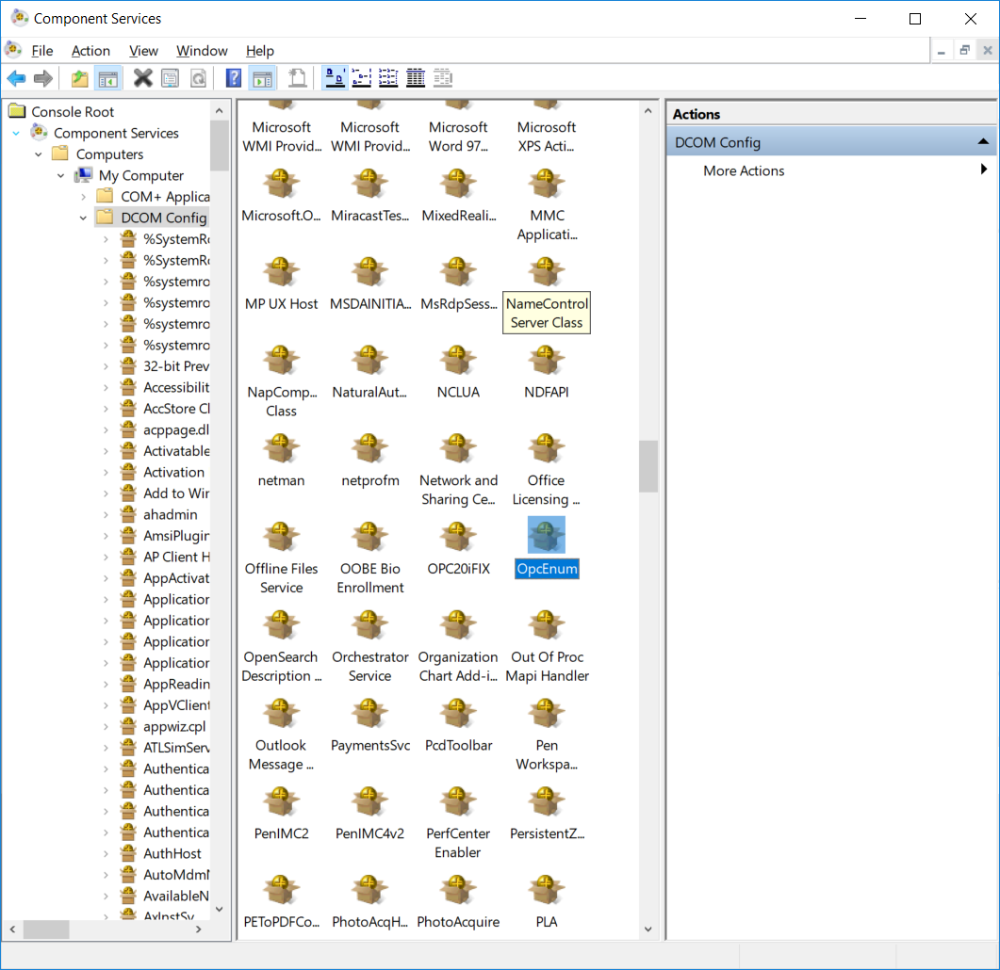 Component Services
File Action View Window Help
Console Root
Component Services
Computers
My Computer
COM+ Applica
DCOM Config
%SystemRo
%SystemRo
%systemro
%systemro
%systemro
%systemro
32-bit Prev
Accessibilit
AccStore Cl
acppage.dl
Activatable
Activation
Add to Wir
ahadmin
AmsiPlugin
AP Client H
AppActivat
Application
Application
Application
Application
AppReadin
AppVClient
appwiz.cpl
ATLSimServ
Authentica
Authentica
Authentica
Authentica
AuthHost
AutoMdmN
AvailableN
AxInstSv
Microsoft Microsoft Microsoft Microsoft
WMI Provid... WMI Provid... Word 97... XPS Acti...
Microsoft.O... MiracastTes... MixedReali... MMC
Applicati...
MP UX Host MSDAINITIA... MsRdpSess... NameControl
Server Class
NapComp... NaturalAut... NCLUA NDFAPI
Class
netman netprofm Network and Office
Sharing Ce... Licensing ...
Offline Files OOBE Bio OPC20iFIX OpcEnum
Service Enrollment
OpenSearch Orchestrator Organization Out Of Proc
Description ... Service Chart Add-i... Mapi Handler
Outlook PaymentsSvc PcdToolbar Pen
Message ... Workspa...
PenIMC2 PenIMC4v2 PerfCenter PersistentZ...
Enabler
PEToPDFCo... PhotoAcqH... PhotoAcquire PLA
Actions
DCOM Config
More Actions